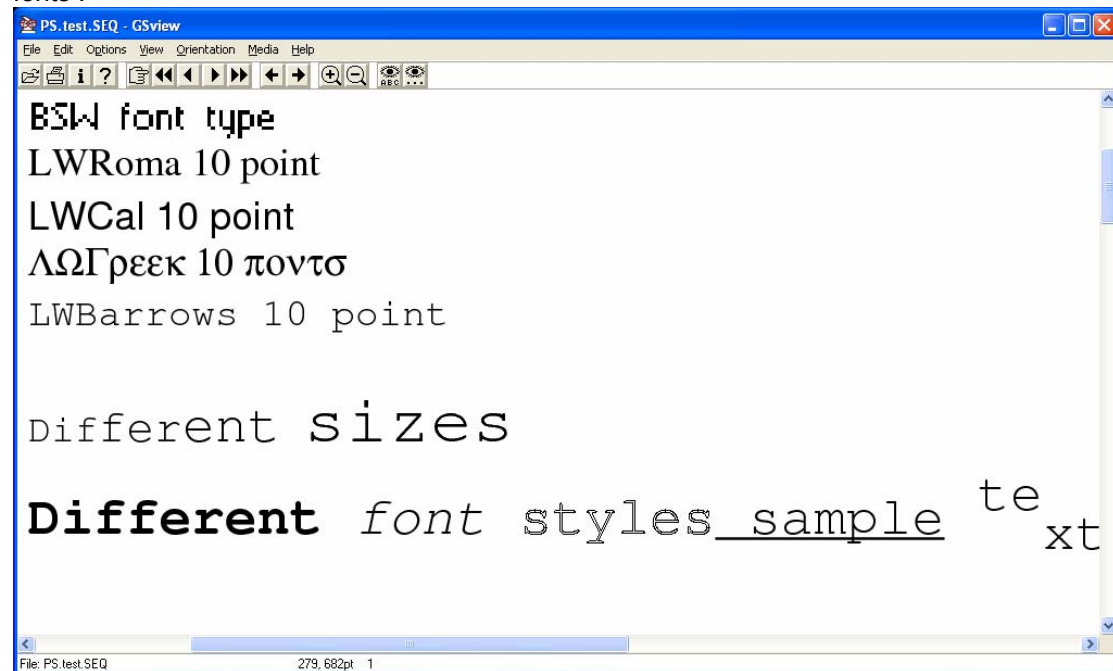 PS.test.SEQ - GSview
File Edit Options View Orientation Media Help
i ?
ABC
BSW font type
LWRoma 10 point
LWCal 10 point
ΛΩΓρεεκ 10 ποντσ
LWBarrows 10 point
Different sizes
Different font styles sample text
File: PS.test.SEQ 279, 682pt 1